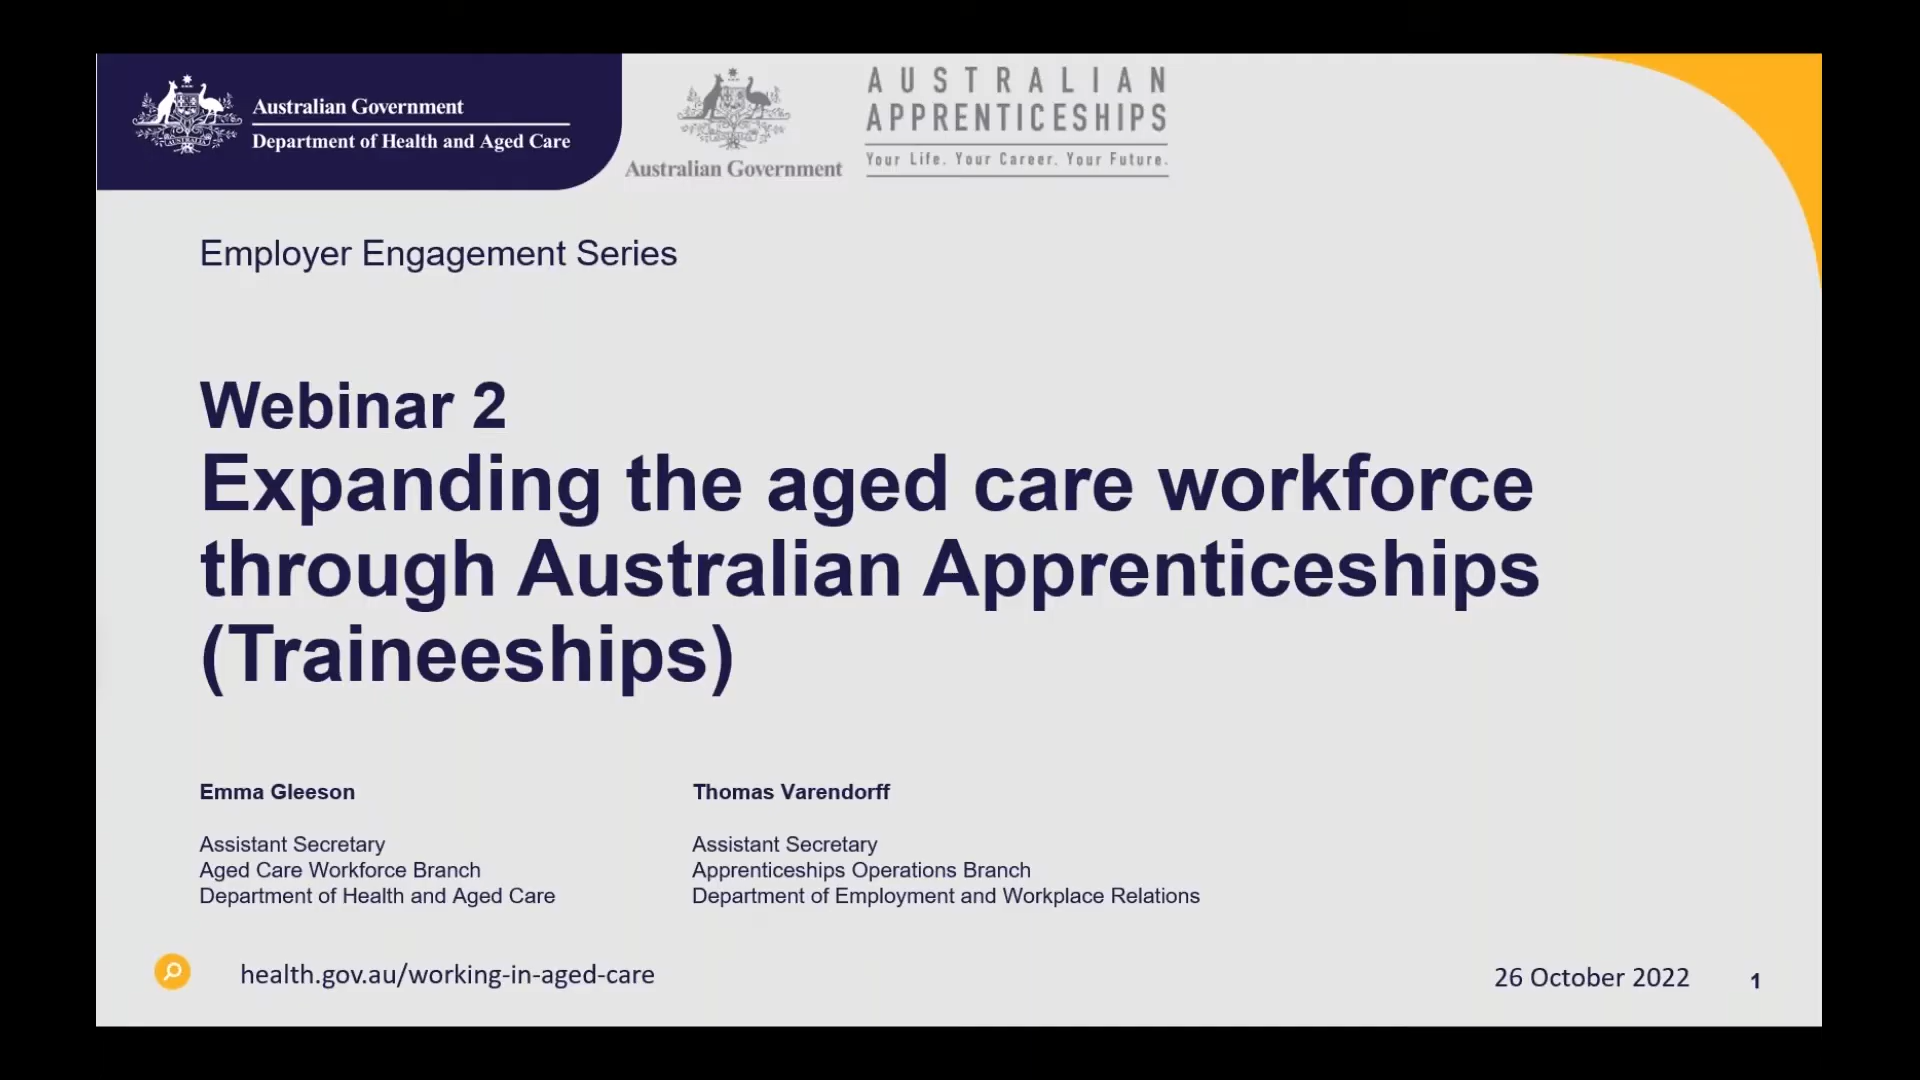 Australian Government
Department of Health and Aged Care
Australian Government
AUSTRALIAN
APPRENTICESHIPS
Your Life. Your Career. Your Future.
Employer Engagement Series
Webinar 2
Expanding the aged care workforce
through Australian Apprenticeships
(Traineeships)
Emma Gleeson
Assistant Secretary
Aged Care Workforce Branch
Department of Health and Aged Care
Thomas Varendorff
Assistant Secretary
Apprenticeships Operations Branch
Department of Employment and Workplace Relations
health.gov.au/working-in-aged-care
26 October 2022
1